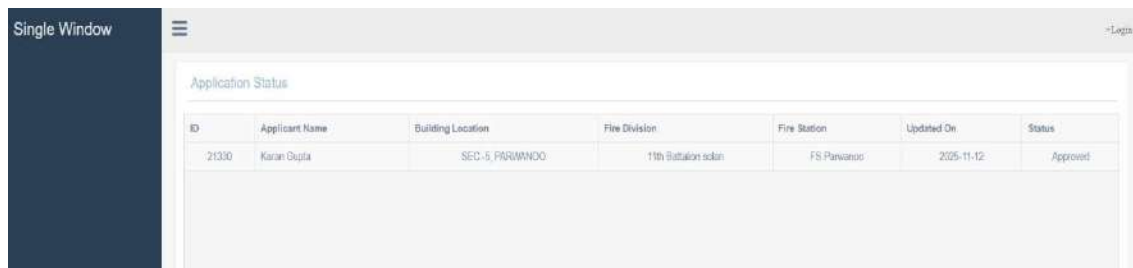 Single Window
-Login
Application Status
ID Applicant Name Building Location Fire Division Fire Station Updated On Status
21330 Karan Gupta SEC-5, PARWANOO 11th Battalion solan FS Parwanoo 2025-11-12 Approved